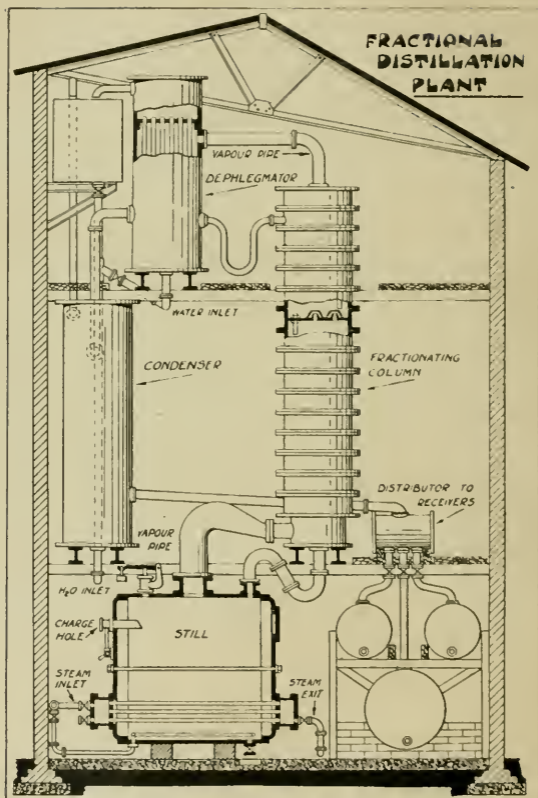 FRACTIONAL
DISTILLATION
PLANT
VAPOUR PIPE
DEPHLEGMATOR
WATER INLET
CONDENSER
FRACTIONATING
COLUMN
DISTRIBUTOR TO
RECEIVERS
VAPOUR
PIPE
H₂O INLET
CHARGE
HOLE
STILL
STEAM
INLET
STEAM
EXIT